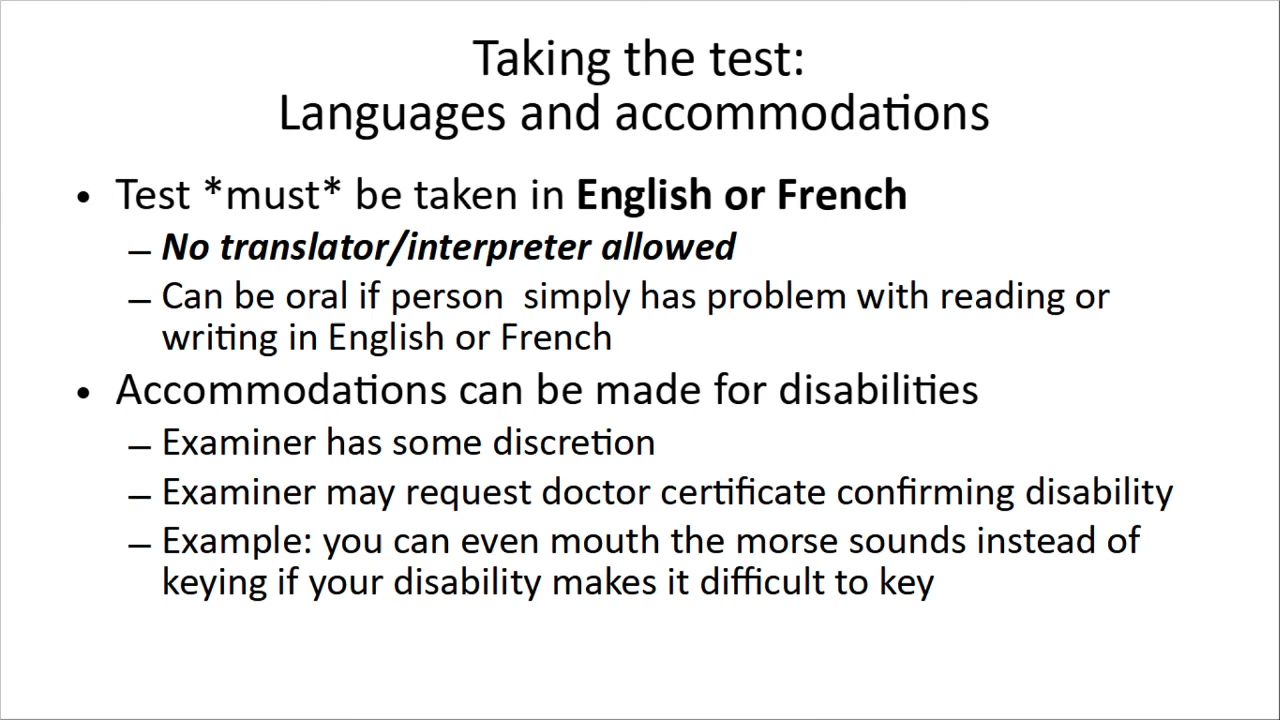 Taking the test:
Languages and accommodations
• Test *must* be taken in English or French
– No translator/interpreter allowed
– Can be oral if person  simply has problem with reading or
writing in English or French
• Accommodations can be made for disabilities
– Examiner has some discretion
– Examiner may request doctor certificate confirming disability
– Example: you can even mouth the morse sounds instead of
keying if your disability makes it difficult to key